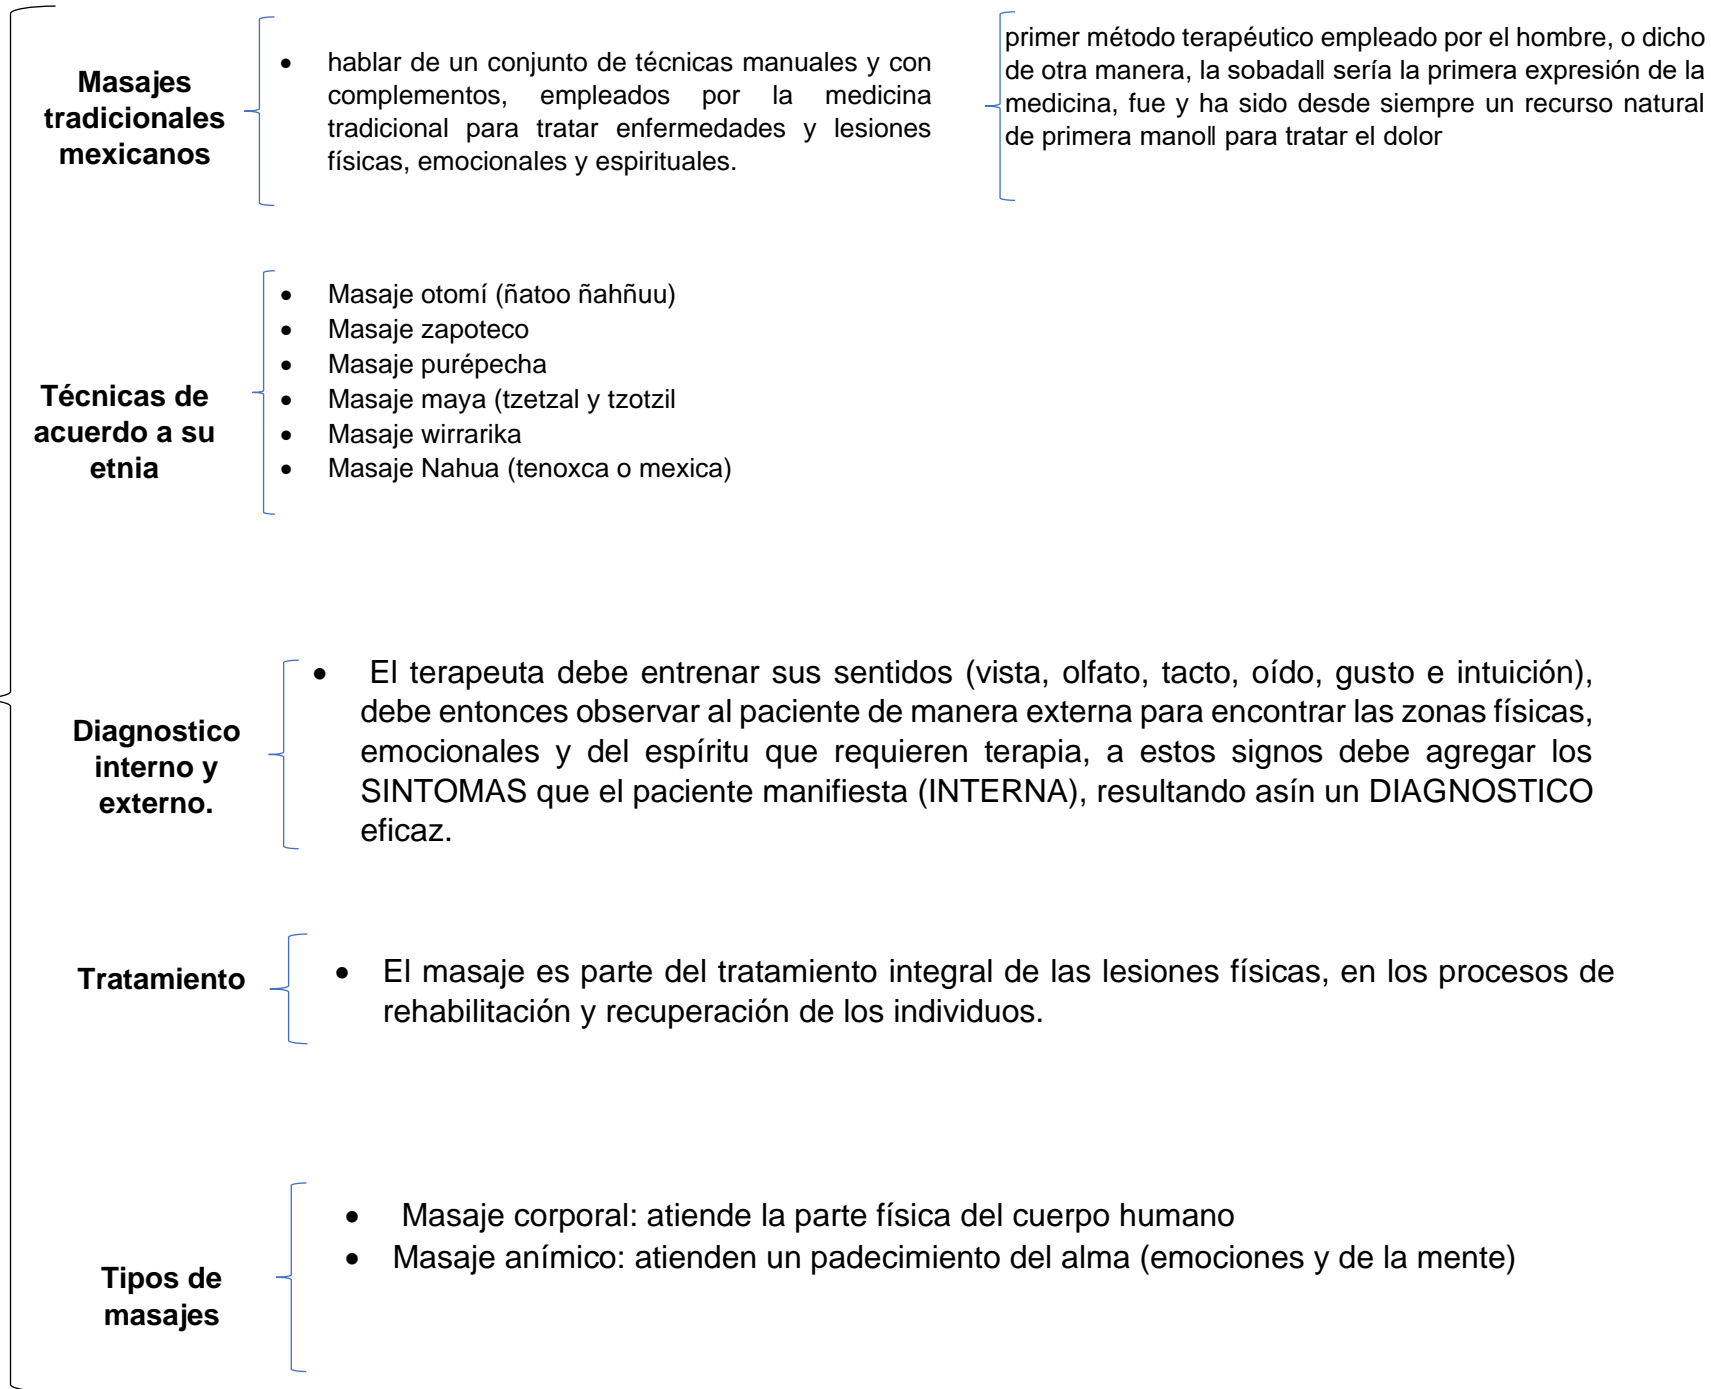 Masajes
tradicionales
mexicanos
• hablar de un conjunto de técnicas manuales y con
complementos, empleados por la medicina
tradicional para tratar enfermedades y lesiones
físicas, emocionales y espirituales.
primer método terapéutico empleado por el hombre, o dicho
de otra manera, la sobada‖ sería la primera expresión de la
medicina, fue y ha sido desde siempre un recurso natural
de primera mano‖ para tratar el dolor
Técnicas de
acuerdo a su
etnia
• Masaje otomí (ñatoo ñahñuu)
• Masaje zapoteco
• Masaje purépecha
• Masaje maya (tzetzal y tzotzil
• Masaje wirrarika
• Masaje Nahua (tenoxca o mexica)
Diagnostico
interno y
externo.
• El terapeuta debe entrenar sus sentidos (vista, olfato, tacto, oído, gusto e intuición),
debe entonces observar al paciente de manera externa para encontrar las zonas físicas,
emocionales y del espíritu que requieren terapia, a estos signos debe agregar los
SINTOMAS que el paciente manifiesta (INTERNA), resultando asín un DIAGNOSTICO
eficaz.
Tratamiento
• El masaje es parte del tratamiento integral de las lesiones físicas, en los procesos de
rehabilitación y recuperación de los individuos.
Tipos de
masajes
• Masaje corporal: atiende la parte física del cuerpo humano
• Masaje anímico: atienden un padecimiento del alma (emociones y de la mente)